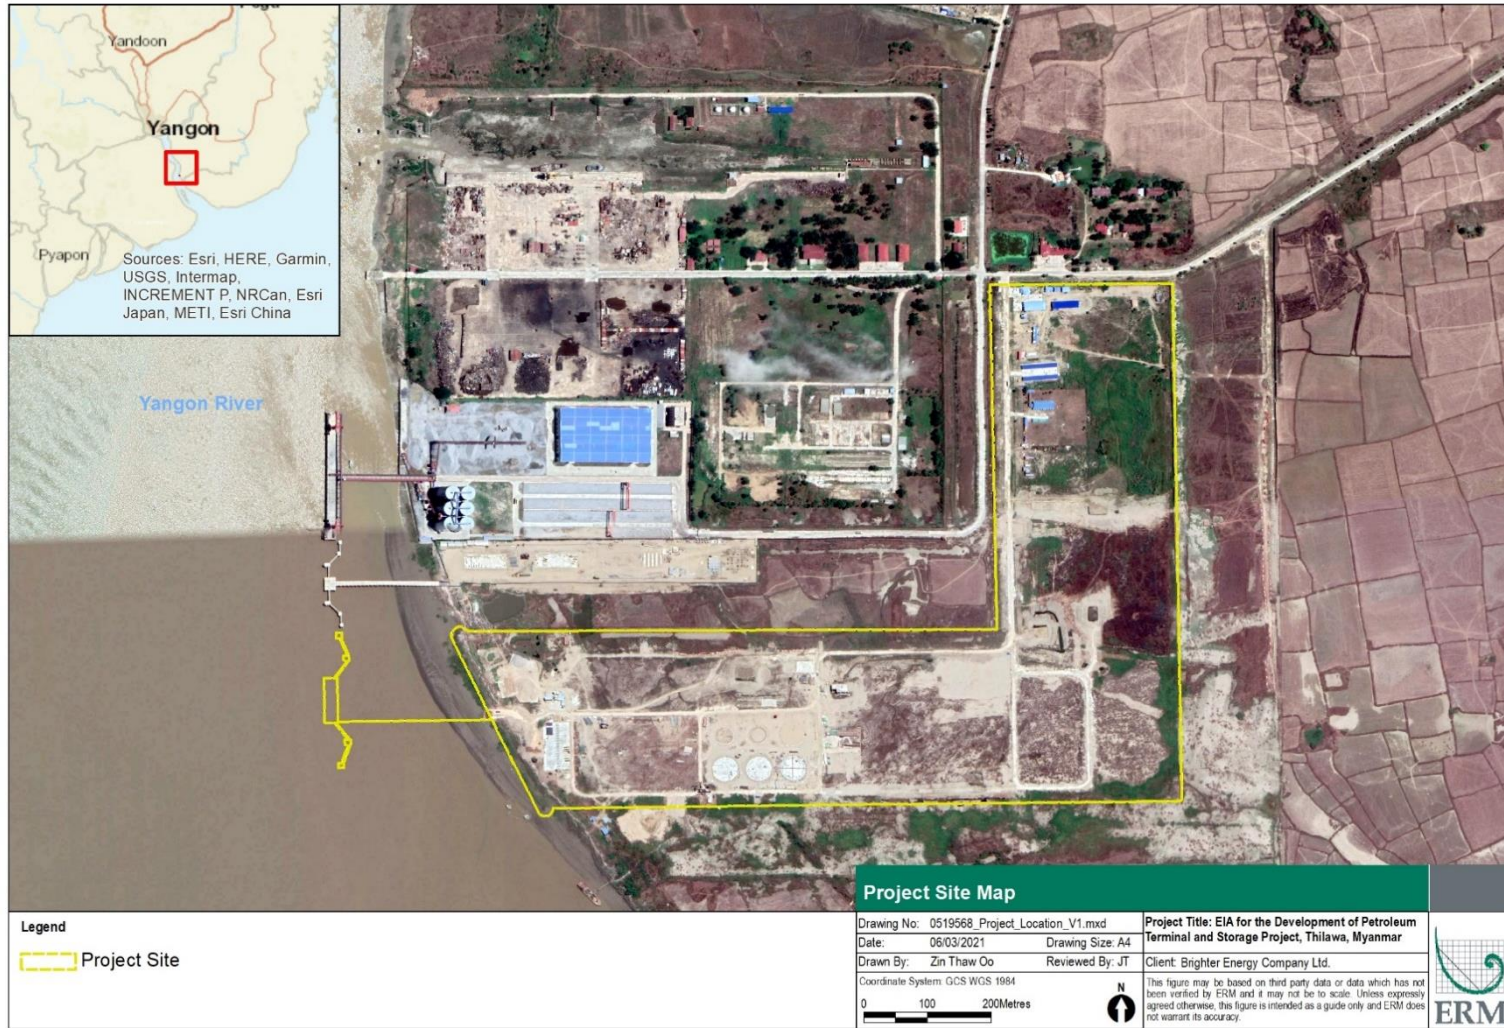 Yandoon
Yangon
Pyapon
Sources: Esri, HERE, Garmin,
USGS, Intermap,
INCREMENT P, NRCan, Esri
Japan, METI, Esri China
Yangon River
Legend
Project Site
Project Site Map
Drawing No: 0519568_Project_Location_V1.mxd
Date: 06/03/2021 Drawing Size: A4
Drawn By: Zin Thaw Oo Reviewed By: JT
Coordinate System: GCS WGS 1984
0 100 200Metres
N
Project Title: EIA for the Development of Petroleum
Terminal and Storage Project, Thilawa, Myanmar
Client: Brighter Energy Company Ltd.
This figure may be based on third party data or data which has not
been verified by ERM and it may not be to scale. Unless expressly
agreed otherwise, this figure is intended as a guide only and ERM does
not warrant its accuracy.
ERM